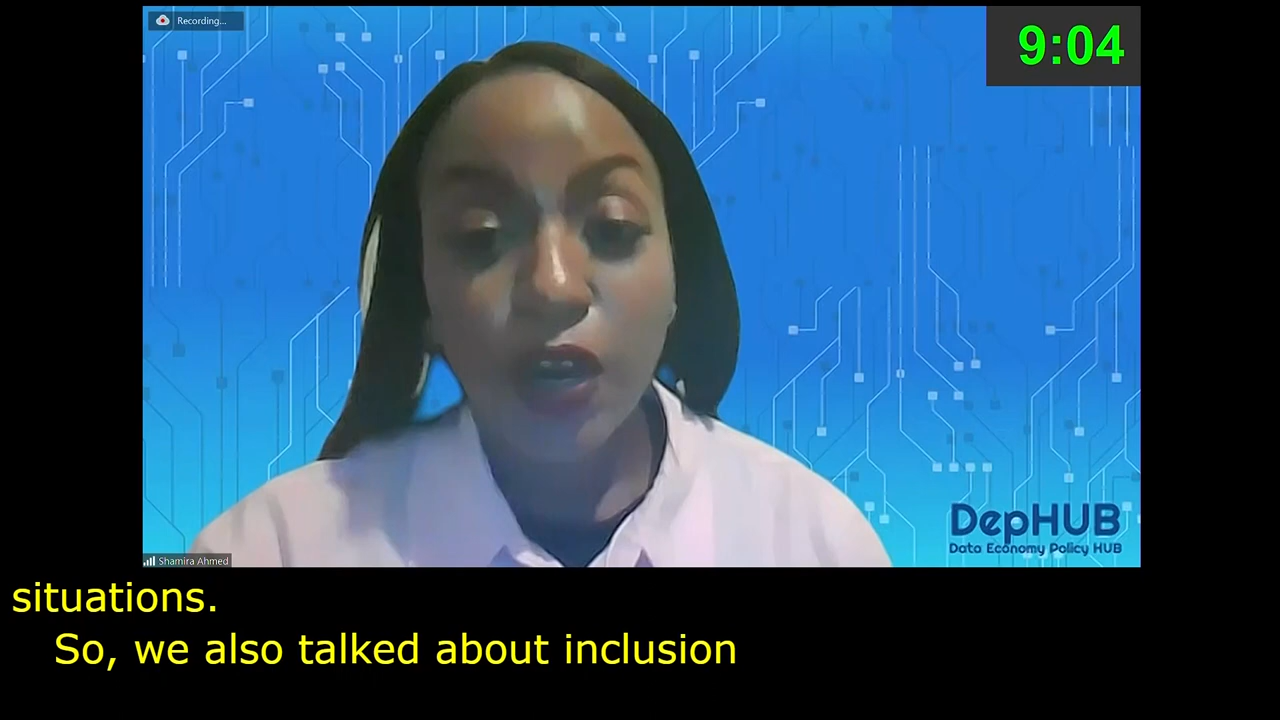 Recording...
9:04
DepHUB
Data Economy Policy HUB
Shamira Ahmed
situations.
So, we also talked about inclusion